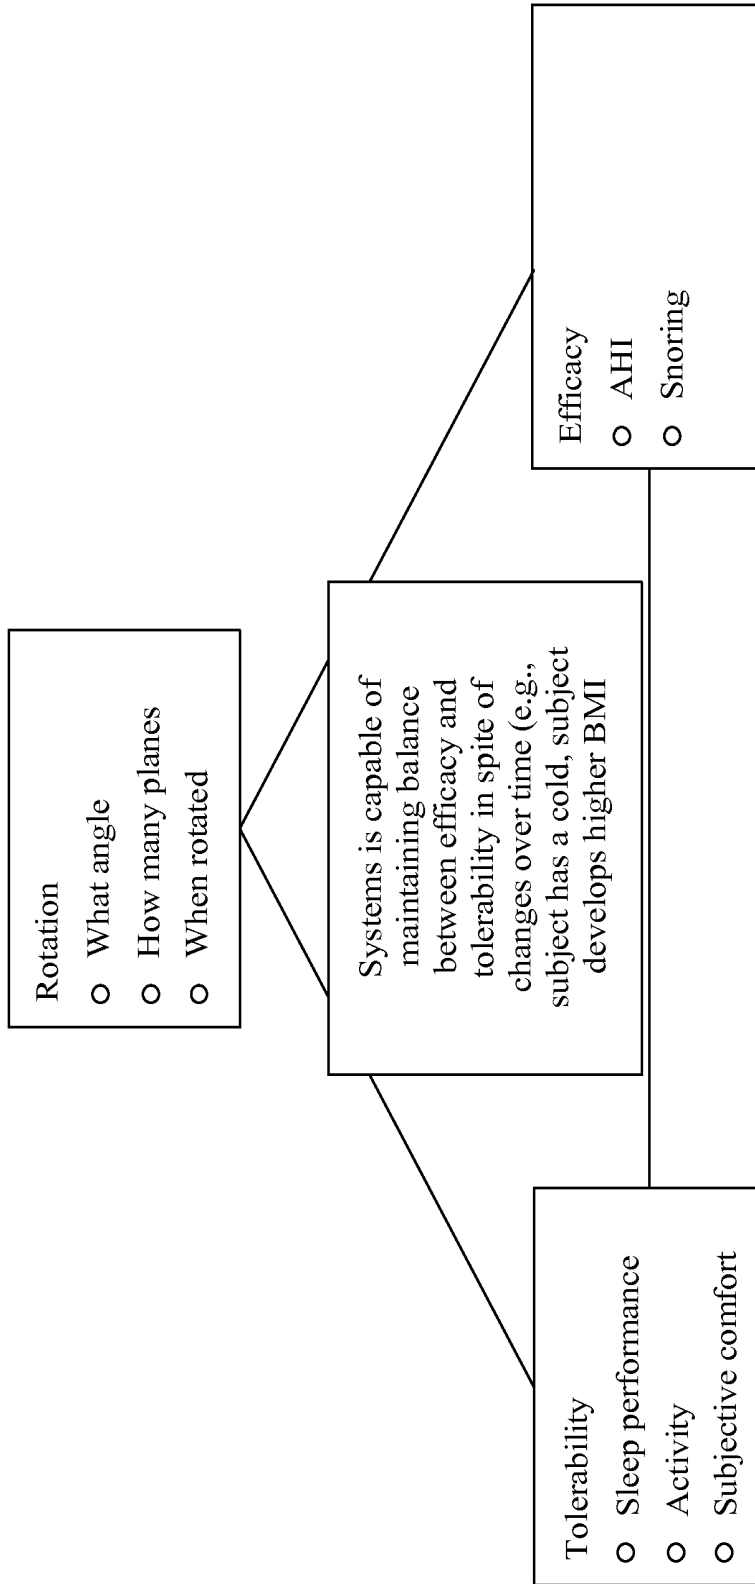 Rotation
○ What angle
○ How many planes
○ When rotated
Systems is capable of
maintaining balance
between efficacy and
tolerability in spite of
changes over time (e.g.,
subject has a cold, subject
develops higher BMI
Tolerability
○ Sleep performance
○ Activity
○ Subjective comfort
Efficacy
○ AHI
○ Snoring